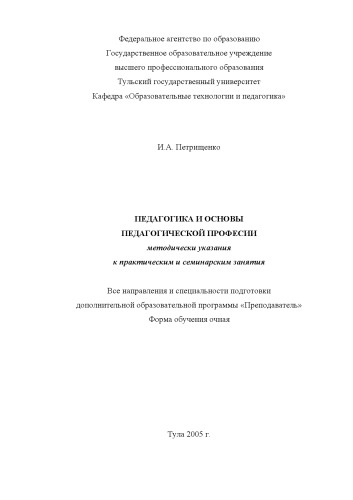 Федеральное агентство по образованию
Государственное образовательное учреждение
высшего профессионального образования
Тульский государственный университет
Кафедра «Образовательные технологии и педагогика»
И.А. Петрищенко
ПЕДАГОГИКА И ОСНОВЫ
ПЕДАГОГИЧЕСКОЙ ПРОФЕСИИ
методически указания
к практическим и семинарским занятия
Все направления и специальности подготовки
дополнительной образовательной программы «Преподаватель»
Форма обучения очная
Тула 2005 г.